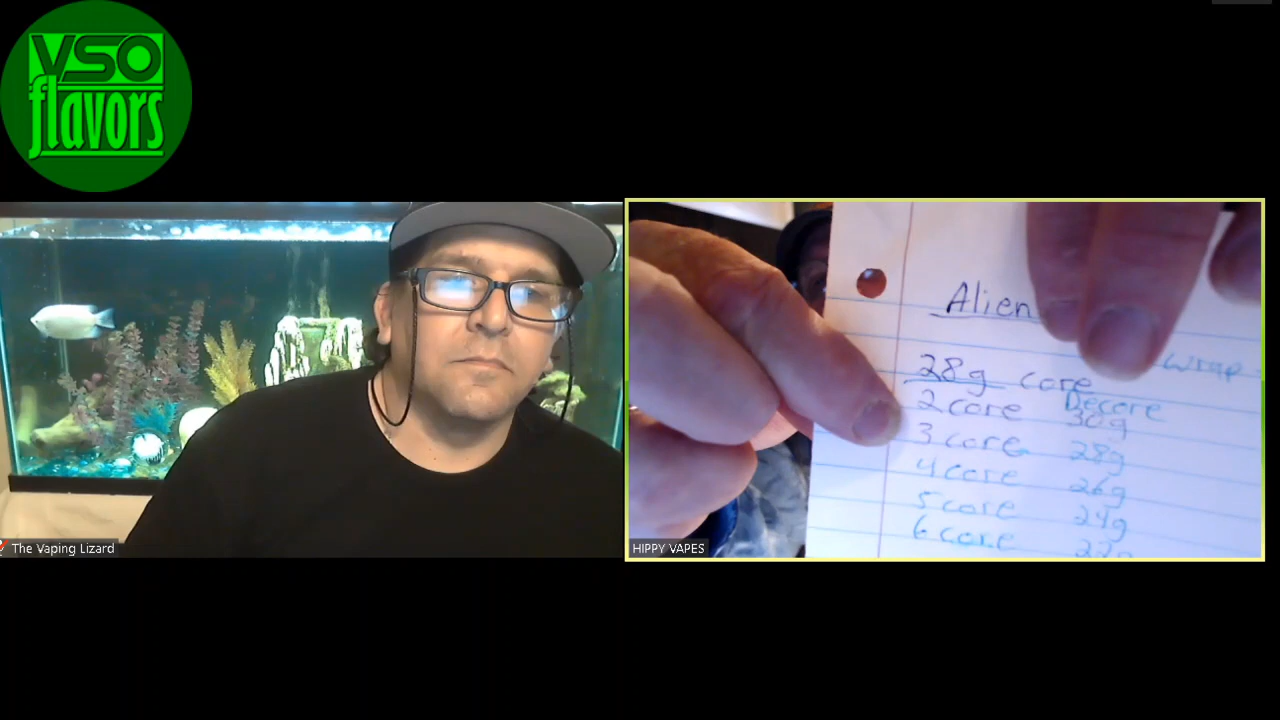 VSO
flavors
Alien
Wrap
28g core
Decore
2 core 30g
3 core 28g
4 core 26g
5 core 24g
6 core
The Vaping Lizard
HIPPY VAPES